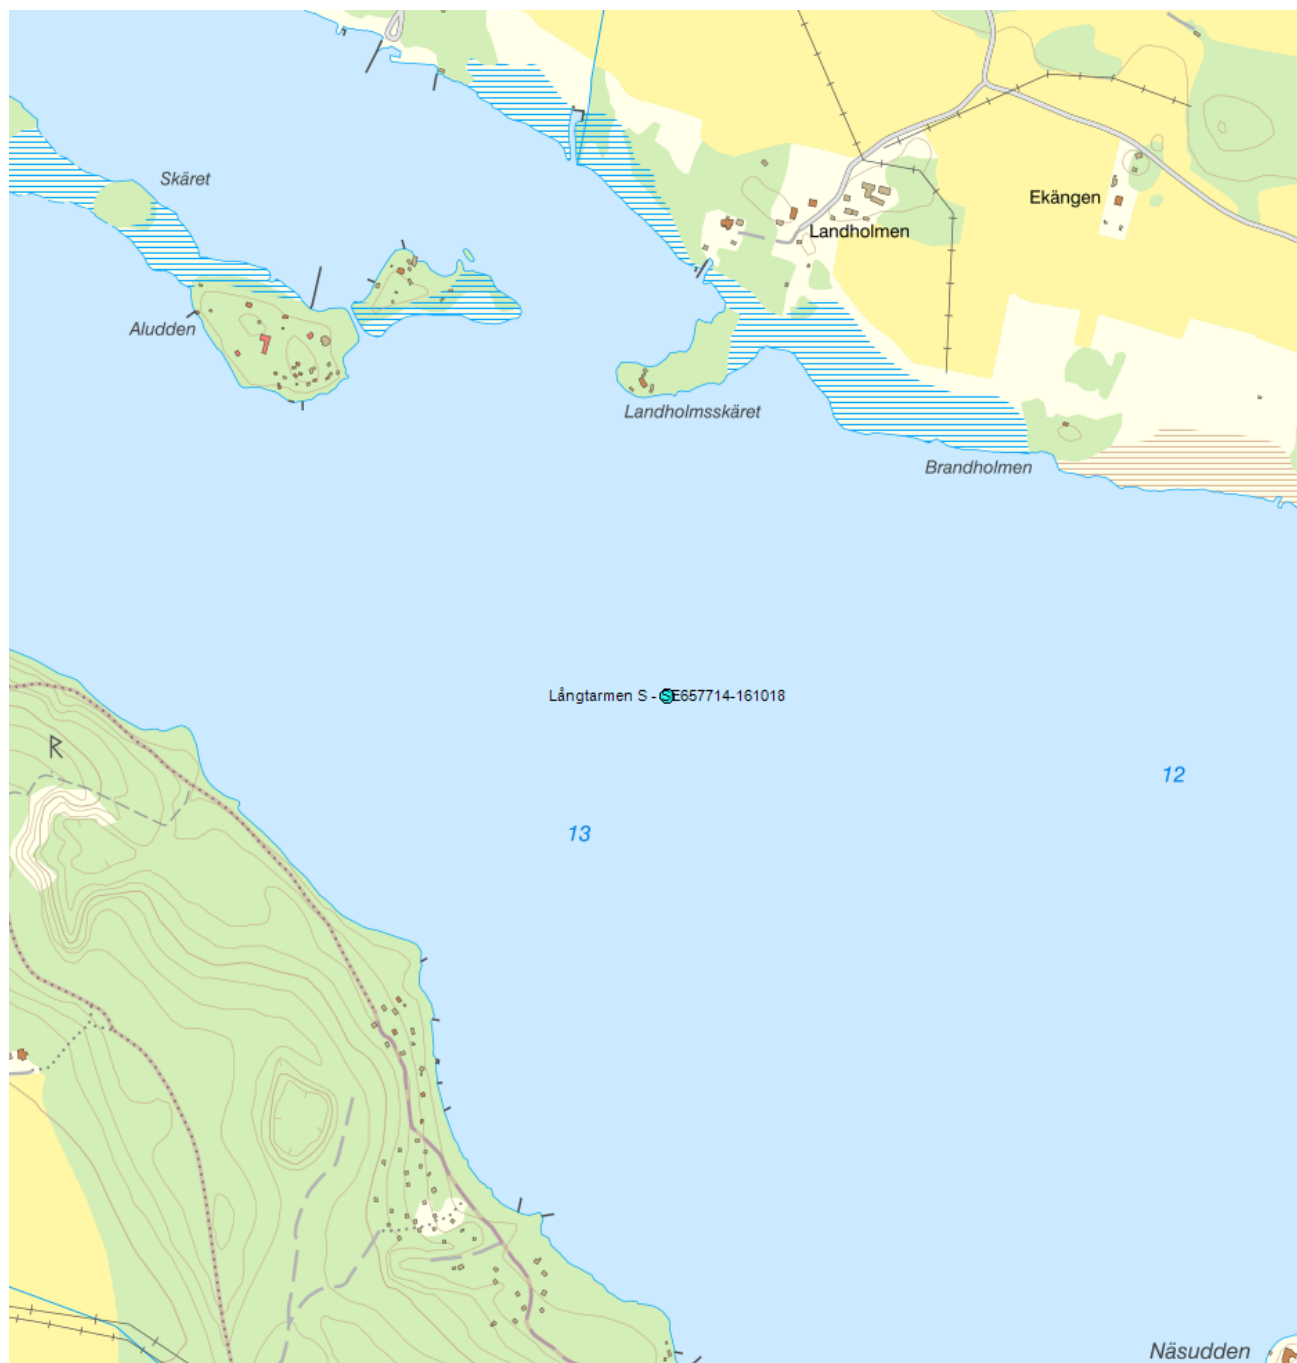 Skäret
Ekängen
Landholmen
Aludden
Landholmsskäret
Brandholmen
Långtarmen S - SE657714-161018
R
12
13
Näsudden